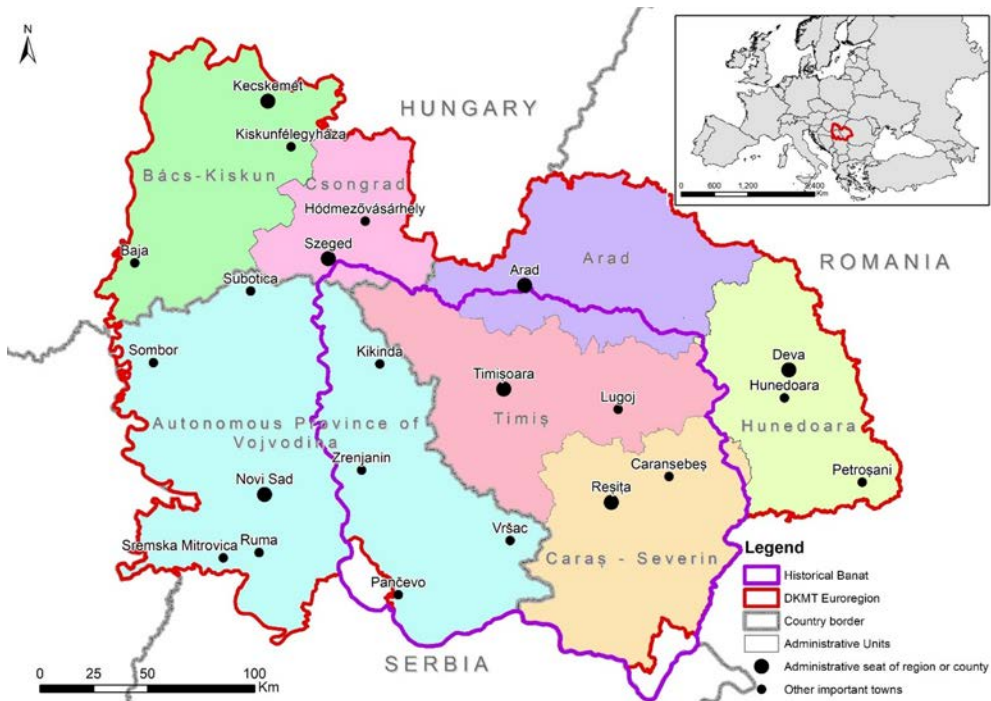 N
Kecskemét
HUNGARY
Kiskunfélegyháza
Bács-Kiskun
Csongrad
Hódmezővásárhely
Szeged
Baja
Subotica
Arad
Arad
ROMANIA
Sombor
Kikinda
Timișoara
Timiș
Lugoj
Deva
Hunedoara
Hunedoara
Autonomous Province of
Vojvodina
Zrenjanin
Novi Sad
Caransebeș
Reșița
Petroșani
Sremska Mitrovica
Ruma
Vršac
Caraș - Severin
Pančevo
SERBIA
0 25 50 100
Km
0 600 1,200 2,400
Km
Legend
Historical Banat
DKMT Euroregion
Country border
Administrative Units
Administrative seat of region or county
Other important towns